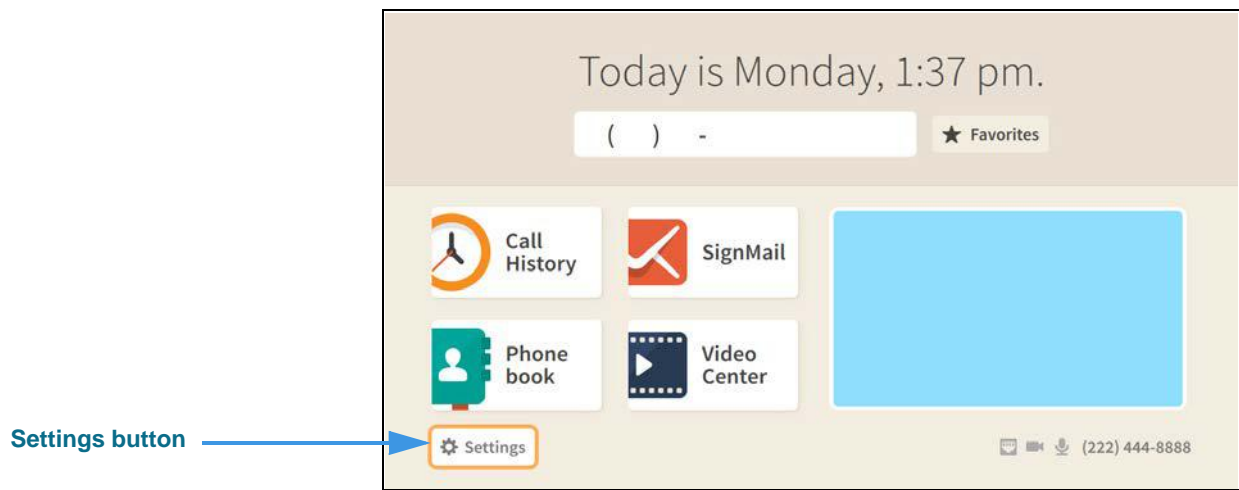 Today is Monday, 1:37 pm.
( ) -
Favorites
Call
History
SignMail
Phone
book
Video
Center
Settings button
Settings
(222) 444-8888